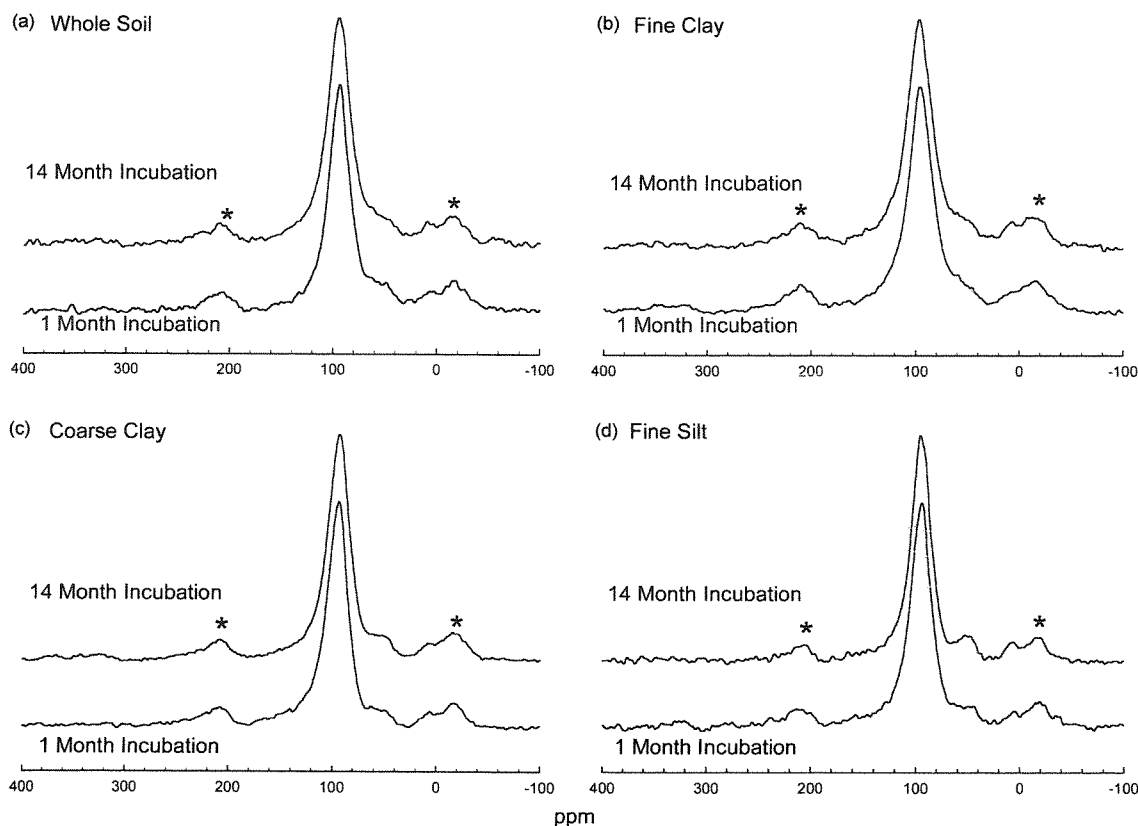 (a) Whole Soil
*
*
14 Month Incubation
1 Month Incubation
400 300 200 100 0 -100
(b) Fine Clay
*
*
14 Month Incubation
1 Month Incubation
400 300 200 100 0 -100
(c) Coarse Clay
*
*
14 Month Incubation
1 Month Incubation
400 300 200 100 0 -100
(d) Fine Silt
*
*
14 Month Incubation
1 Month Incubation
400 300 200 100 0 -100
ppm